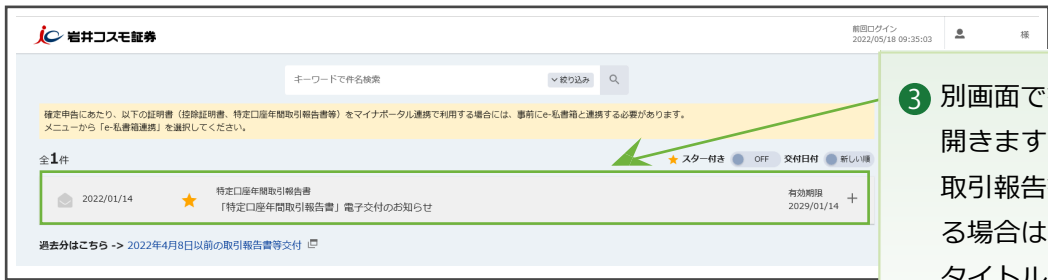 岩井コスモ証券
前回ログイン
2022/05/18 09:35:03
様
キーワードで件名検索
絞り込み
確定申告にあたり、以下の証明書（控除証明書、特定口座年間取引報告書等）をマイナポータル連携で利用する場合には、事前にe-私書箱と連携する必要があります。
メニューから「e-私書箱連携」を選択してください。
全1件
スター付き OFF 交付日付 新しい順
2022/01/14
特定口座年間取引報告書
「特定口座年間取引報告書」電子交付のお知らせ
有効期限
2029/01/14
過去分はこちら -> 2022年4月8日以前の取引報告書等交付
3 別画面で
開きます
取引報告
る場合は
タイトル